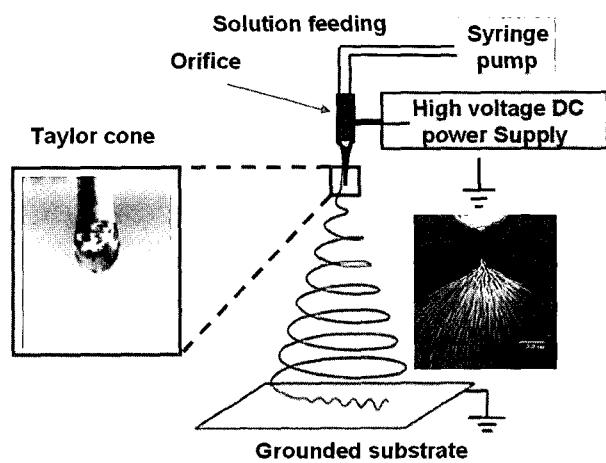 Solution feeding
Syringe
pump
Orifice
High voltage DC
power Supply
Taylor cone
Grounded substrate